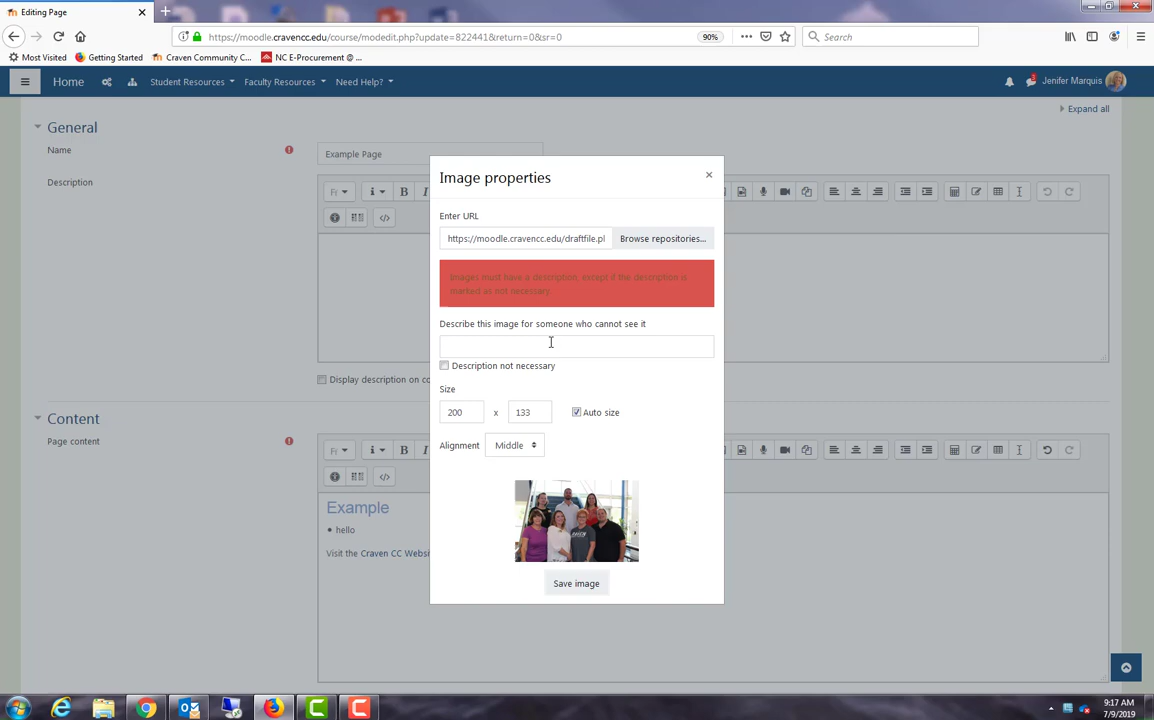 Editing Page
https://moodle.cravencc.edu/course/modedit.php?update=822441&return=0&sr=0
90%
Search
Most Visited
Getting Started
Craven Community C...
NC E-Procurement @ ...
Home
Student Resources
Faculty Resources
Need Help?
Jenifer Marquis
Expand all
General
Name
Example Page
Description
Display description on co
Content
Page content
Example
hello
Visit the Craven CC Websi
Image properties
×
Enter URL
https://moodle.cravencc.edu/draftfile.pl
Browse repositories...
Images must have a description, except if the description is
marked as not necessary.
Describe this image for someone who cannot see it
Description not necessary
Size
200 x 133
Auto size
Alignment
Middle
Save image
9:17 AM
7/9/2019